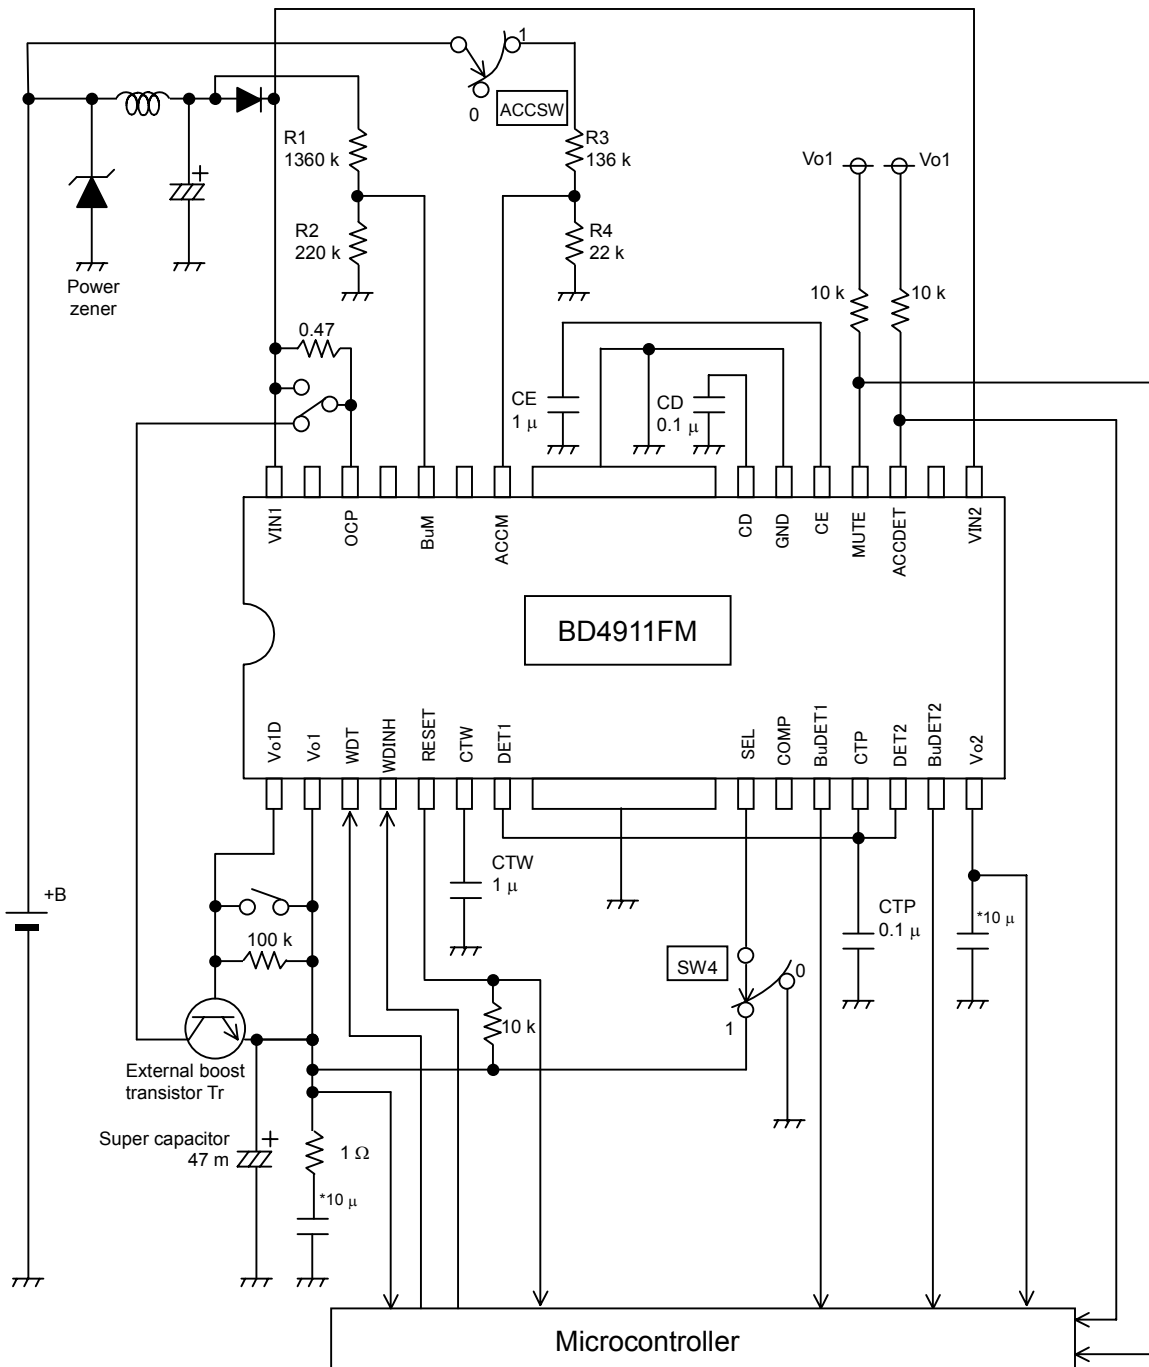 1
0
ACCSW
R1
1360 k
R3
136 k
Vo1
Vo1
R2
220 k
R4
22 k
Power
zener
10 k
10 k
0.47
CE
1 μ
CD
0.1 μ
VIN1
OCP
BuM
ACCM
CD
GND
CE
MUTE
ACCDET
VIN2
BD4911FM
Vo1D
Vo1
WDT
WDINH
RESET
CTW
DET1
SEL
COMP
BuDET1
CTP
DET2
BuDET2
Vo2
+B
CTW
1 μ
CTP
0.1 μ
*10 μ
100 k
SW4
0
1
10 k
External boost
transistor Tr
Super capacitor
47 m
+
+
1 Ω
*10 μ
Microcontroller